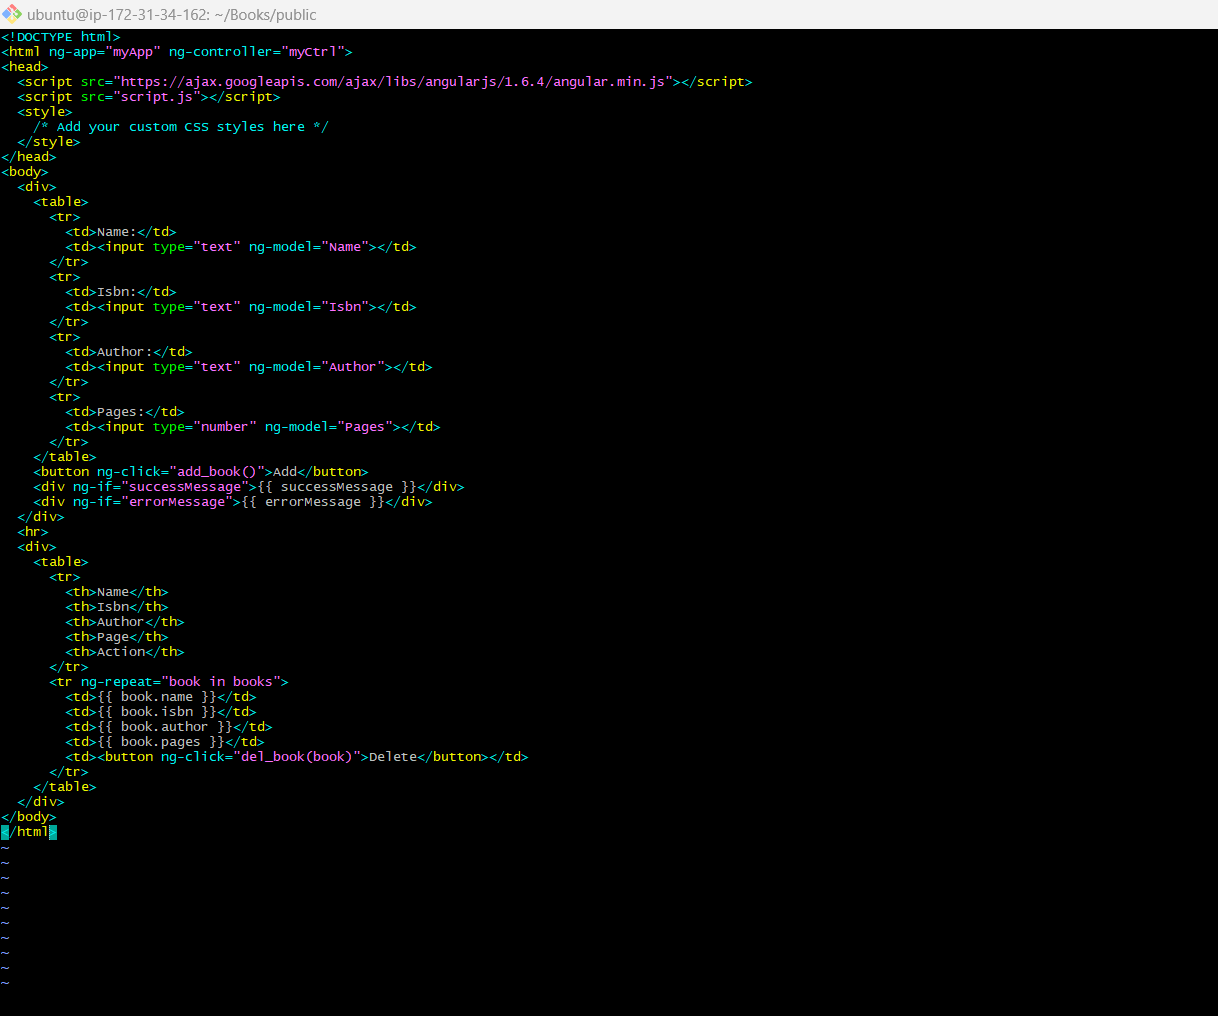 ubuntu@ip-172-31-34-162: ~/Books/public
<!DOCTYPE html>
<html ng-app="myApp" ng-controller="myCtrl">
<head>
  <script src="https://ajax.googleapis.com/ajax/libs/angularjs/1.6.4/angular.min.js"></script>
  <script src="script.js"></script>
  <style>
    /* Add your custom CSS styles here */
  </style>
</head>
<body>
  <div>
    <table>
      <tr>
        <td>Name:</td>
        <td><input type="text" ng-model="Name"></td>
      </tr>
      <tr>
        <td>Isbn:</td>
        <td><input type="text" ng-model="Isbn"></td>
      </tr>
      <tr>
        <td>Author:</td>
        <td><input type="text" ng-model="Author"></td>
      </tr>
      <tr>
        <td>Pages:</td>
        <td><input type="number" ng-model="Pages"></td>
      </tr>
    </table>
    <button ng-click="add_book()">Add</button>
    <div ng-if="successMessage">{{ successMessage }}</div>
    <div ng-if="errorMessage">{{ errorMessage }}</div>
  </div>
  <hr>
  <div>
    <table>
      <tr>
        <th>Name</th>
        <th>Isbn</th>
        <th>Author</th>
        <th>Page</th>
        <th>Action</th>
      </tr>
      <tr ng-repeat="book in books">
        <td>{{ book.name }}</td>
        <td>{{ book.isbn }}</td>
        <td>{{ book.author }}</td>
        <td>{{ book.pages }}</td>
        <td><button ng-click="del_book(book)">Delete</button></td>
      </tr>
    </table>
  </div>
</body>
</html>
~
~
~
~
~
~
~
~
~
~